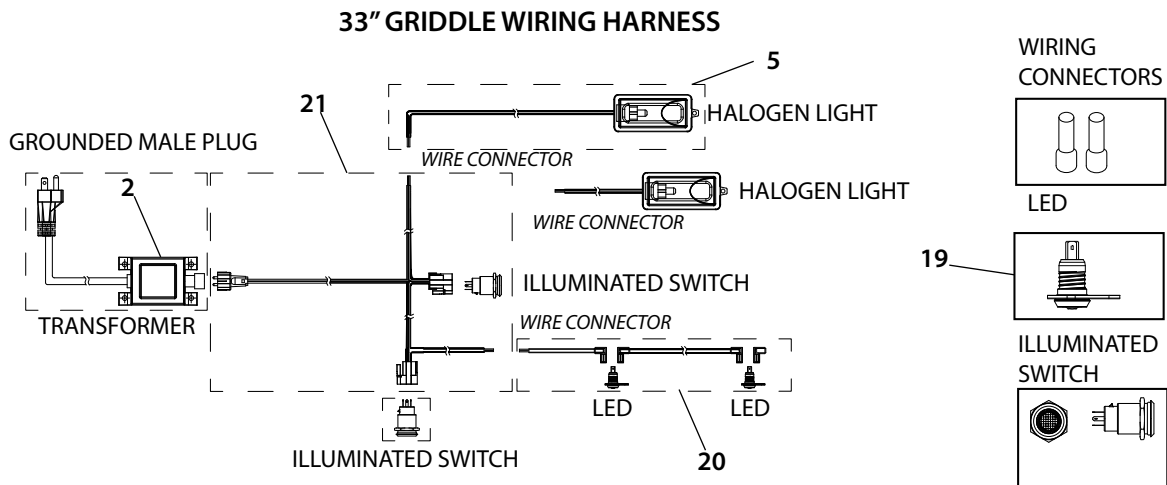 33” GRIDDLE WIRING HARNESS
5
HALOGEN LIGHT
21
WIRE CONNECTOR
GROUNDED MALE PLUG
2
HALOGEN LIGHT
WIRE CONNECTOR
ILLUMINATED SWITCH
TRANSFORMER
WIRE CONNECTOR
LED
LED
ILLUMINATED SWITCH
20
WIRING
CONNECTORS
LED
19
ILLUMINATED
SWITCH